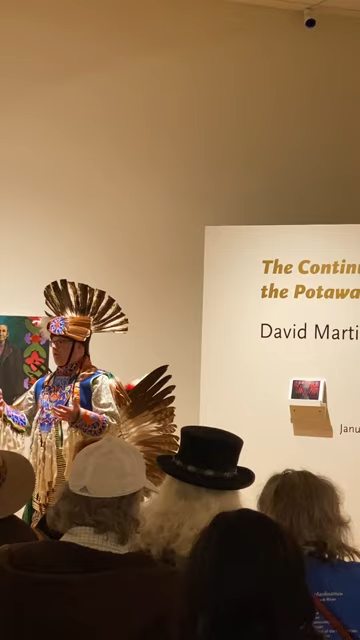 The Contin
the Potawa
David Marti
Janu